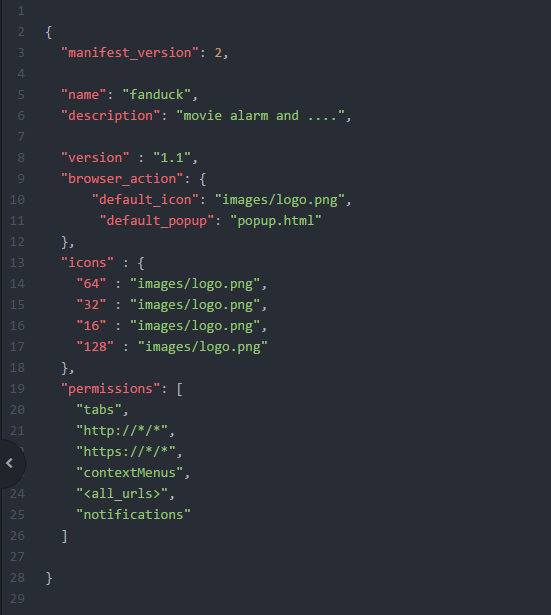 1
2 {
3 "manifest_version": 2,
4
5 "name": "fanduck",
6 "description": "movie alarm and ....",
7
8 "version" : "1.1",
9 "browser_action": {
10 "default_icon": "images/logo.png",
11 "default_popup": "popup.html"
12 },
13 "icons" : {
14 "64" : "images/logo.png",
15 "32" : "images/logo.png",
16 "16" : "images/logo.png",
17 "128" : "images/logo.png"
18 },
19 "permissions": [
20 "tabs",
21 "http://*/*",
"https://*/*",
"contextMenus",
24 "<all_urls>",
25 "notifications"
26 ]
27
28 }
29